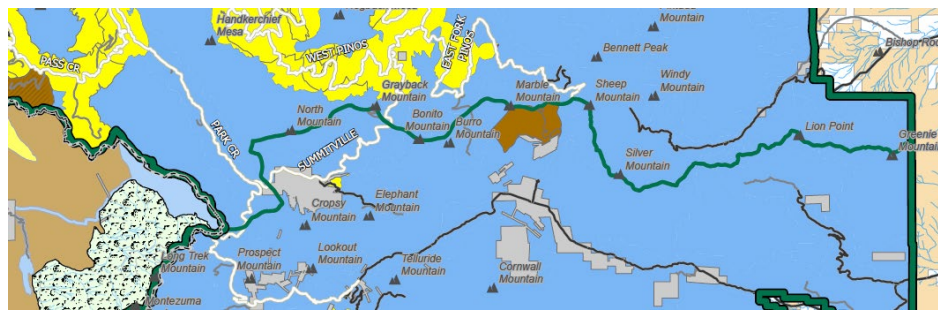 Handkerchief
Mesa
PASS CR
WEST PINOS
EAST FORK
PINOS
Bennett Peak
Mountain
Windy
Mountain
Grayback
Mountain
Marble
Mountain
Sheep
Mountain
North
Mountain
Bonito
Mountain
Burro
Mountain
Lion Point
Greenie
Mountain
PARK CR
SUMMITVILLE
Silver
Mountain
Elephant
Mountain
Cropsy
Mountain
Long Trek
Mountain
Prospect
Mountain
Lookout
Mountain
Telluride
Mountain
Cornwall
Mountain
Montezuma